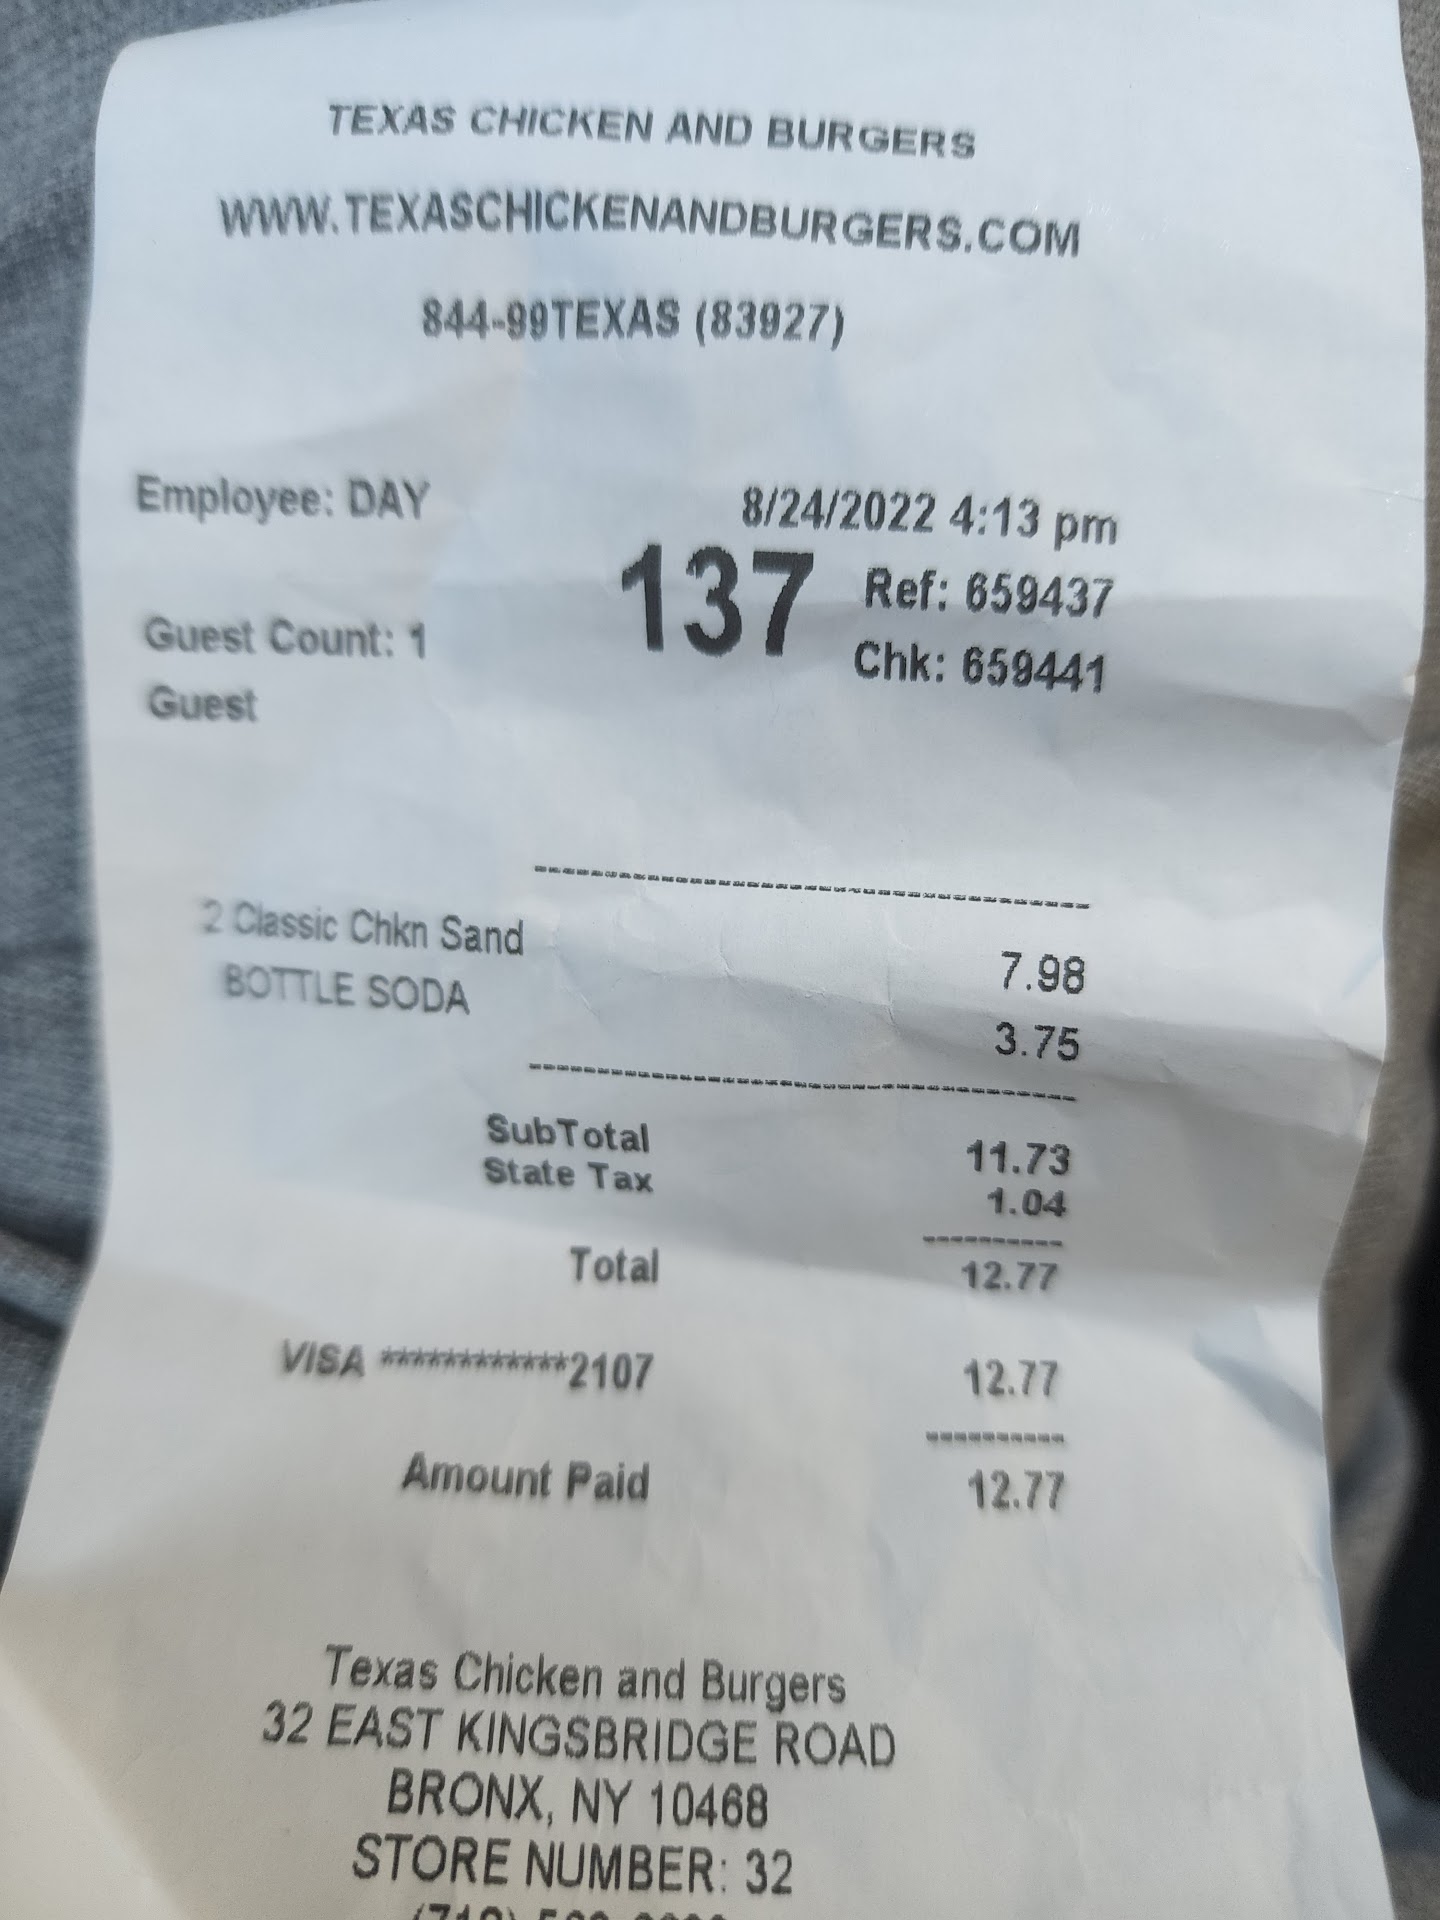 TEXAS CHICKEN AND BURGERS
WWW.TEXASCHICKENANDBURGERS.COM
844-99TEXAS (83927)
Employee: DAY 8/24/2022 4:13 pm
137 Ref: 659437
Guest Count: 1 Chk: 659441
Guest
2 Classic Chkn Sand 7.98
BOTTLE SODA 3.75
SubTotal 11.73
State Tax 1.04
Total 12.77
VISA ************2107 12.77
Amount Paid 12.77
Texas Chicken and Burgers
32 EAST KINGSBRIDGE ROAD
BRONX, NY 10468
STORE NUMBER: 32